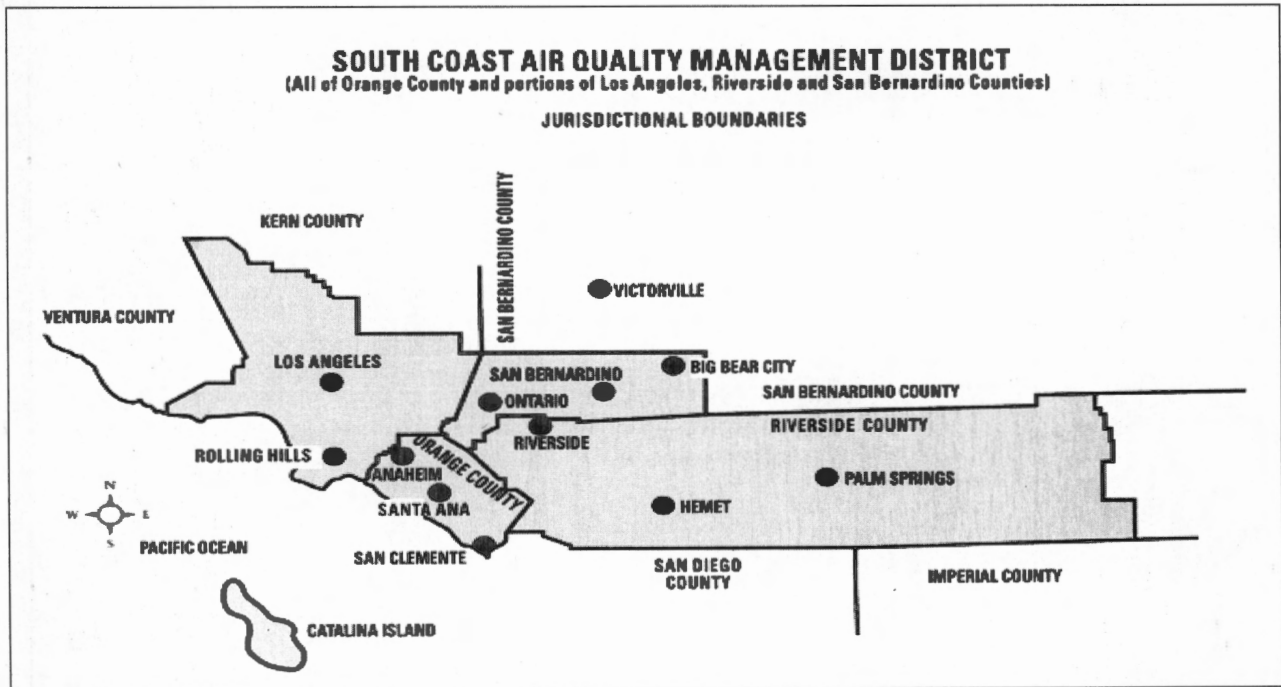 SOUTH COAST AIR QUALITY MANAGEMENT DISTRICT
(All of Orange County and portions of Los Angeles, Riverside and San Bernardino Counties)
JURISDICTIONAL BOUNDARIES
KERN COUNTY
SAN BERNARDINO COUNTY
VICTORVILLE
VENTURA COUNTY
LOS ANGELES
SAN BERNARDINO
BIG BEAR CITY
SAN BERNARDINO COUNTY
ONTARIO
RIVERSIDE COUNTY
RIVERSIDE
ROLLING HILLS
ORANGE COUNTY
ANAHEIM
PALM SPRINGS
SANTA ANA
HEMET
N
W
E
S
PACIFIC OCEAN
SAN CLEMENTE
SAN DIEGO
COUNTY
IMPERIAL COUNTY
CATALINA ISLAND